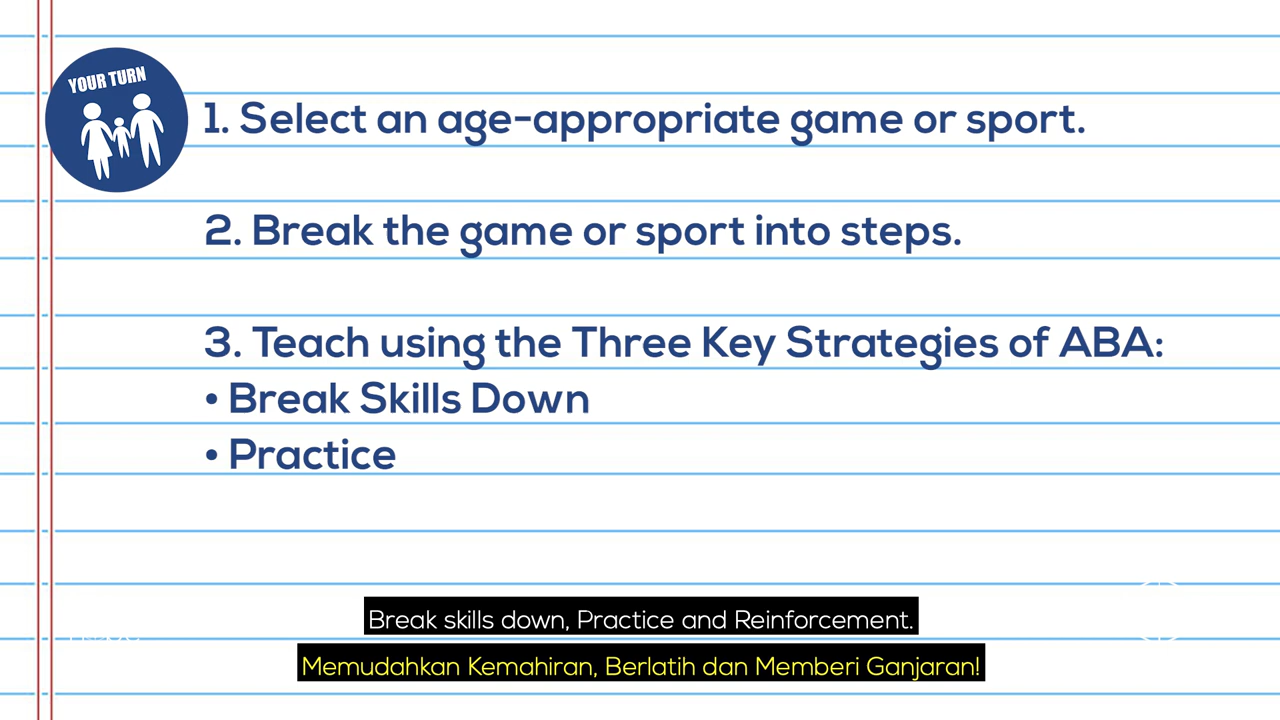 YOUR TURN
1. Select an age-appropriate game or sport.
2. Break the game or sport into steps.
3. Teach using the Three Key Strategies of ABA:
• Break Skills Down
• Practice
Break skills down, Practice and Reinforcement.
Memudahkan Kemahiran, Berlatih dan Memberi Ganjaran!